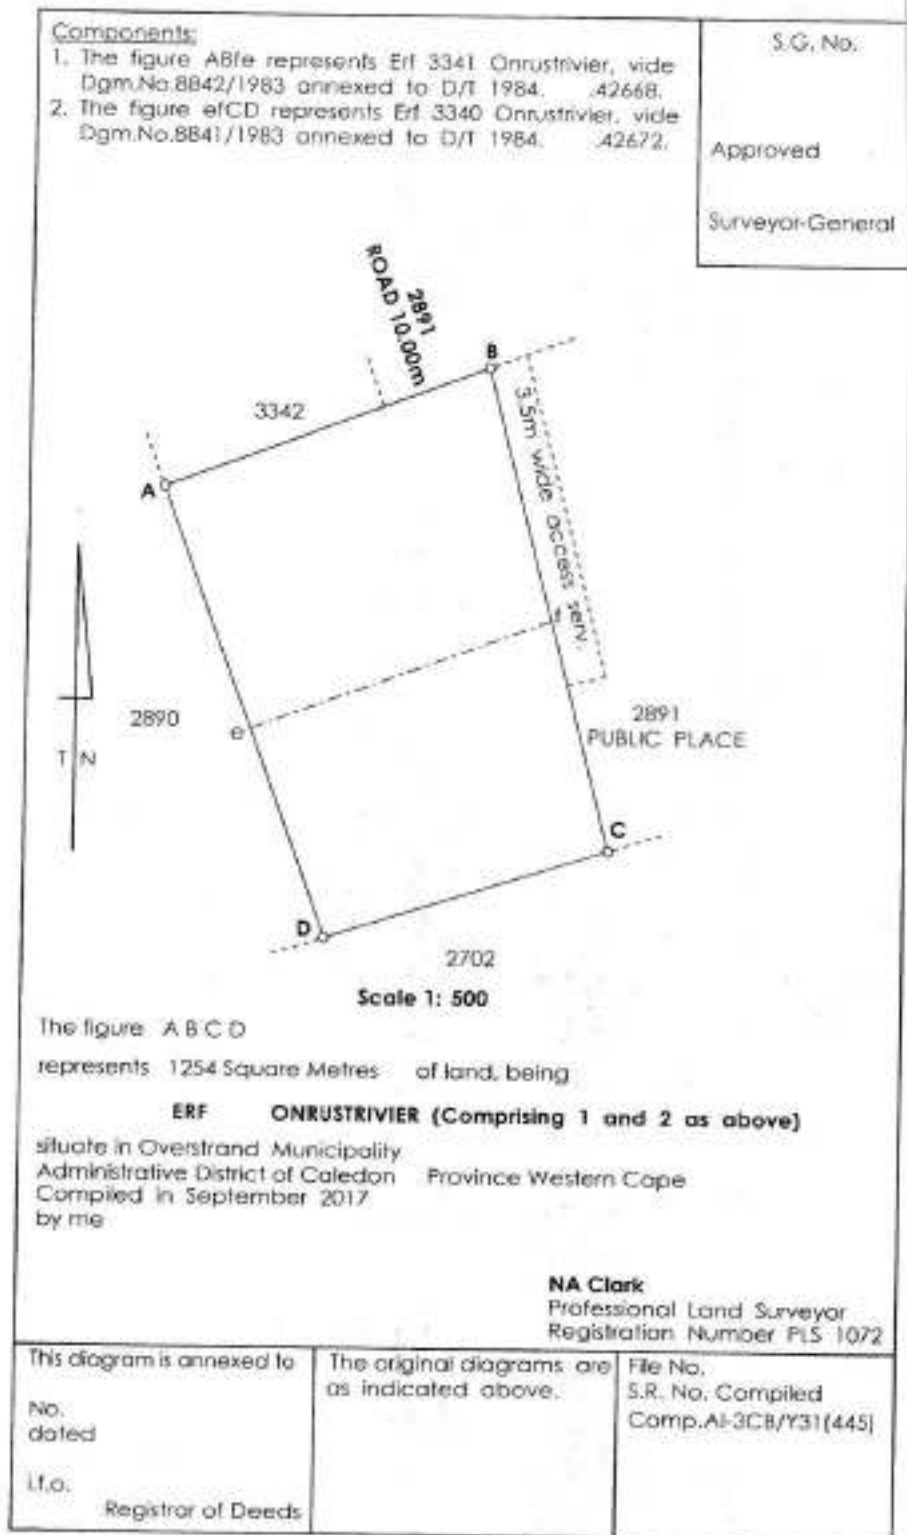 Components:
1. The figure ABfe represents Erf 3341 Onrustrivier, vide
Dgm.No.8842/1983 annexed to D/T 1984. .42668.
2. The figure efCD represents Erf 3340 Onrustrivier, vide
Dgm.No.8841/1983 annexed to D/T 1984. .42672.
S.G. No.
Approved
Surveyor-General
2891
ROAD 10.00m
B
3342
3.5m wide access serv.
A
f
2890
e
2891
PUBLIC PLACE
T N
C
D
2702
Scale 1: 500
The figure A B C D
represents 1254 Square Metres of land, being
ERF ONRUSTRIVIER (Comprising 1 and 2 as above)
situate in Overstrand Municipality
Administrative District of Caledon Province Western Cape
Compiled in September 2017
by me
NA Clark
Professional Land Surveyor
Registration Number PLS 1072
This diagram is annexed to
No.
dated
i.f.o.
Registrar of Deeds
The original diagrams are
as indicated above.
File No.
S.R. No. Compiled
Comp.AI-3CB/Y31(445)